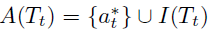 A(T_t) = {a_t^*} ∪ I(T_t)